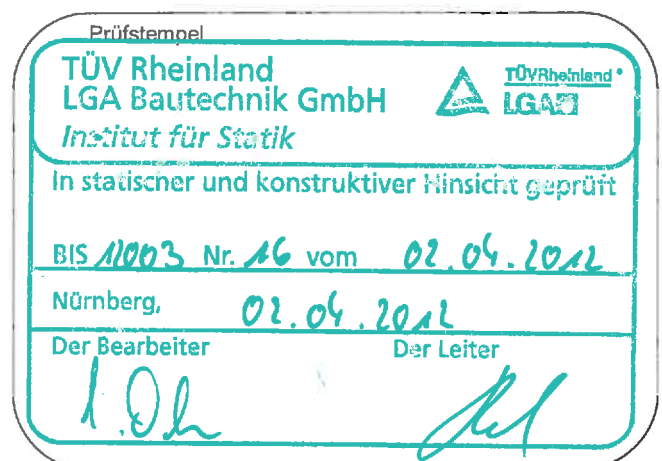 Prüfstempel
TÜV Rheinland
LGA Bautechnik GmbH
TÜVRheinland
LGA
Institut für Statik
In statischer und konstruktiver Hinsicht geprüft
BIS 11003 Nr. 16 vom 02.04.2012
Nürnberg, 02.04.2012
Der Bearbeiter Der Leiter